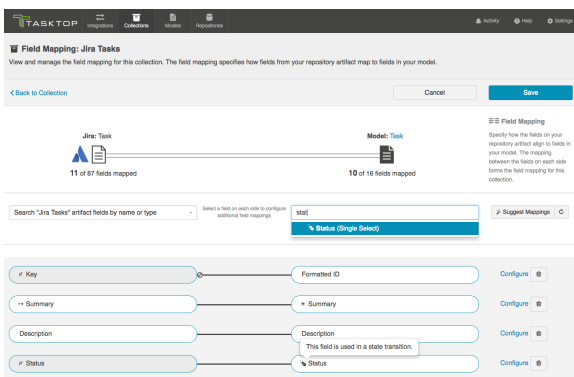 TASKTOP
Integrations
Collections
Models
Repositories
Activity
Help
Settings
Field Mapping: Jira Tasks
View and manage the field mapping for this collection. The field mapping specifies how fields from your repository artifact map to fields in your model.
Back to Collection
Cancel
Save
Field Mapping
Specify how the fields on your
repository artifact align to fields in
your model. The mapping
between the fields on each side
forms the field mapping for this
collection.
Jira: Task
Model: Task
11 of 87 fields mapped
10 of 16 fields mapped
Search "Jira Tasks" artifact fields by name or type
Select a field on each side to configure
additional field mappings
stat
Suggest Mappings
Status (Single Select)
Key
Formatted ID
Configure
Summary
* Summary
Configure
Description
Description
Configure
This field is used in a state transition.
Status
Status
Configure